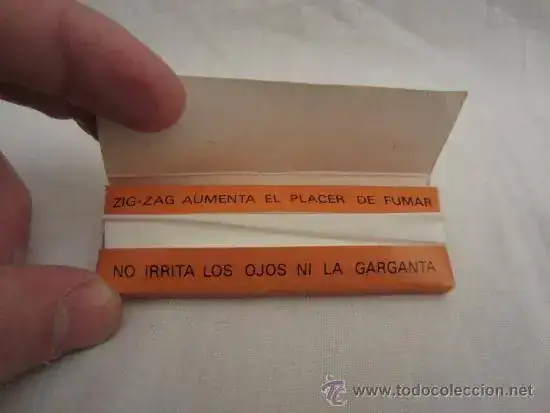 ZIG-ZAG AUMENTA EL PLACER DE FUMAR
NO IRRITA LOS OJOS NI LA GARGANTA
www.todocoleccion.net